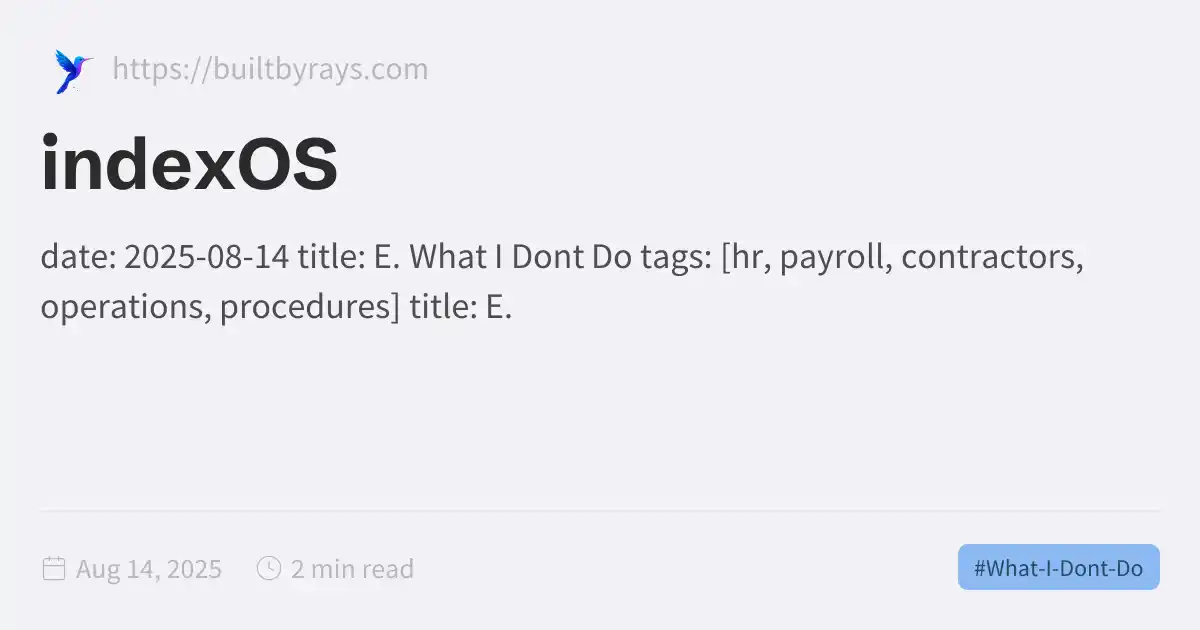 https://builtbyrays.com
indexOS
date: 2025-08-14 title: E. What I Dont Do tags: [hr, payroll, contractors,
operations, procedures] title: E.
Aug 14, 2025
2 min read
#What-I-Dont-Do